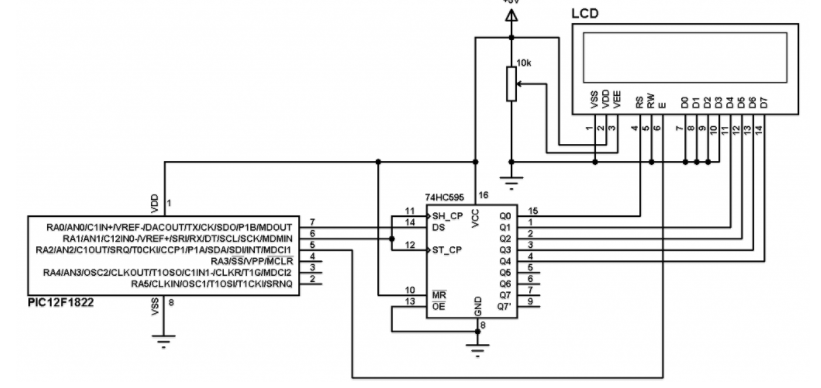 +5V
LCD
10k
VSS
VDD
VEE
RS
RW
E
D0
D1
D2
D3
D4
D5
D6
D7
1
2
3
4
5
6
7
8
9
10
11
12
13
14
VDD
1
RA0/AN0/C1IN+/VREF-/DACOUT/TX/CK/SDO/P1B/MDOUT 7
RA1/AN1/C12IN0-/VREF+/SRI/RX/DT/SCL/SCK/MDMIN 6
RA2/AN2/C1OUT/SRQ/T0CKI/CCP1/P1A/SDA/SDI/INT/MDCI1 5
RA3/SS/VPP/MCLR 4
RA4/AN3/OSC2/CLKOUT/T1OSO/C1IN1-/CLKR/T1G/MDCI2 3
RA5/CLKIN/OSC1/T1OSI/T1CKI/SRNQ 2
PIC12F1822
VSS
8
74HC595
16
VCC
11 SH_CP
14 DS
12 ST_CP
10 MR
13 OE
GND
8
Q0 15
Q1 1
Q2 2
Q3 3
Q4 4
Q5 5
Q6 6
Q7 7
Q7' 9